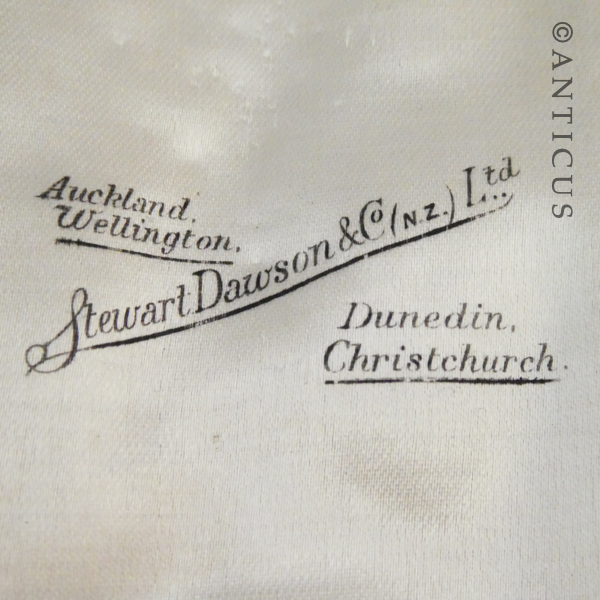 Auckland.
Wellington.
Stewart Dawson & Co (N.Z.) Ltd.
Dunedin,
Christchurch.
© ANTICUS